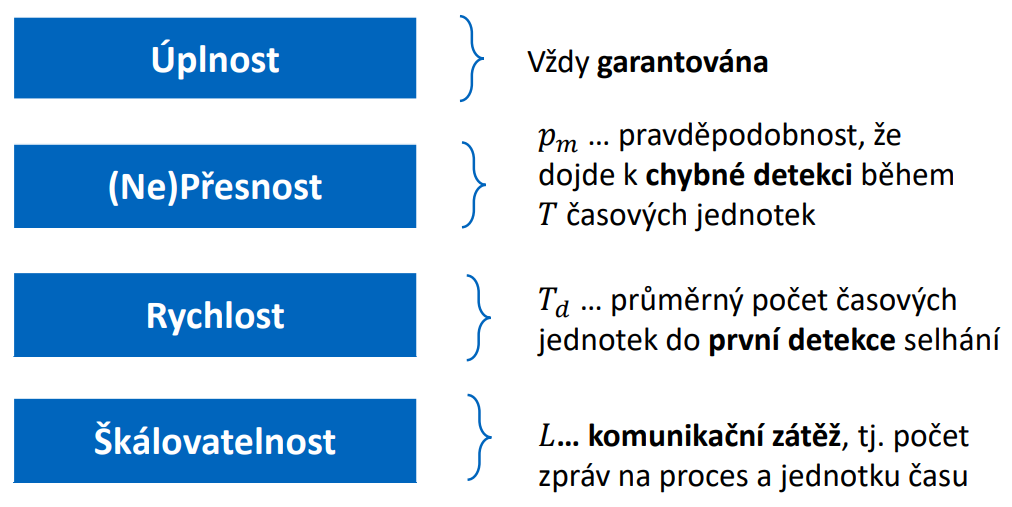 Úplnost
Vždy garantována
(Ne)Přesnost
p_m ... pravděpodobnost, že
dojde k chybné detekci během
T časových jednotek
Rychlost
T_d ... průměrný počet časových
jednotek do první detekce selhání
Škálovatelnost
L... komunikační zátěž, tj. počet
zpráv na proces a jednotku času